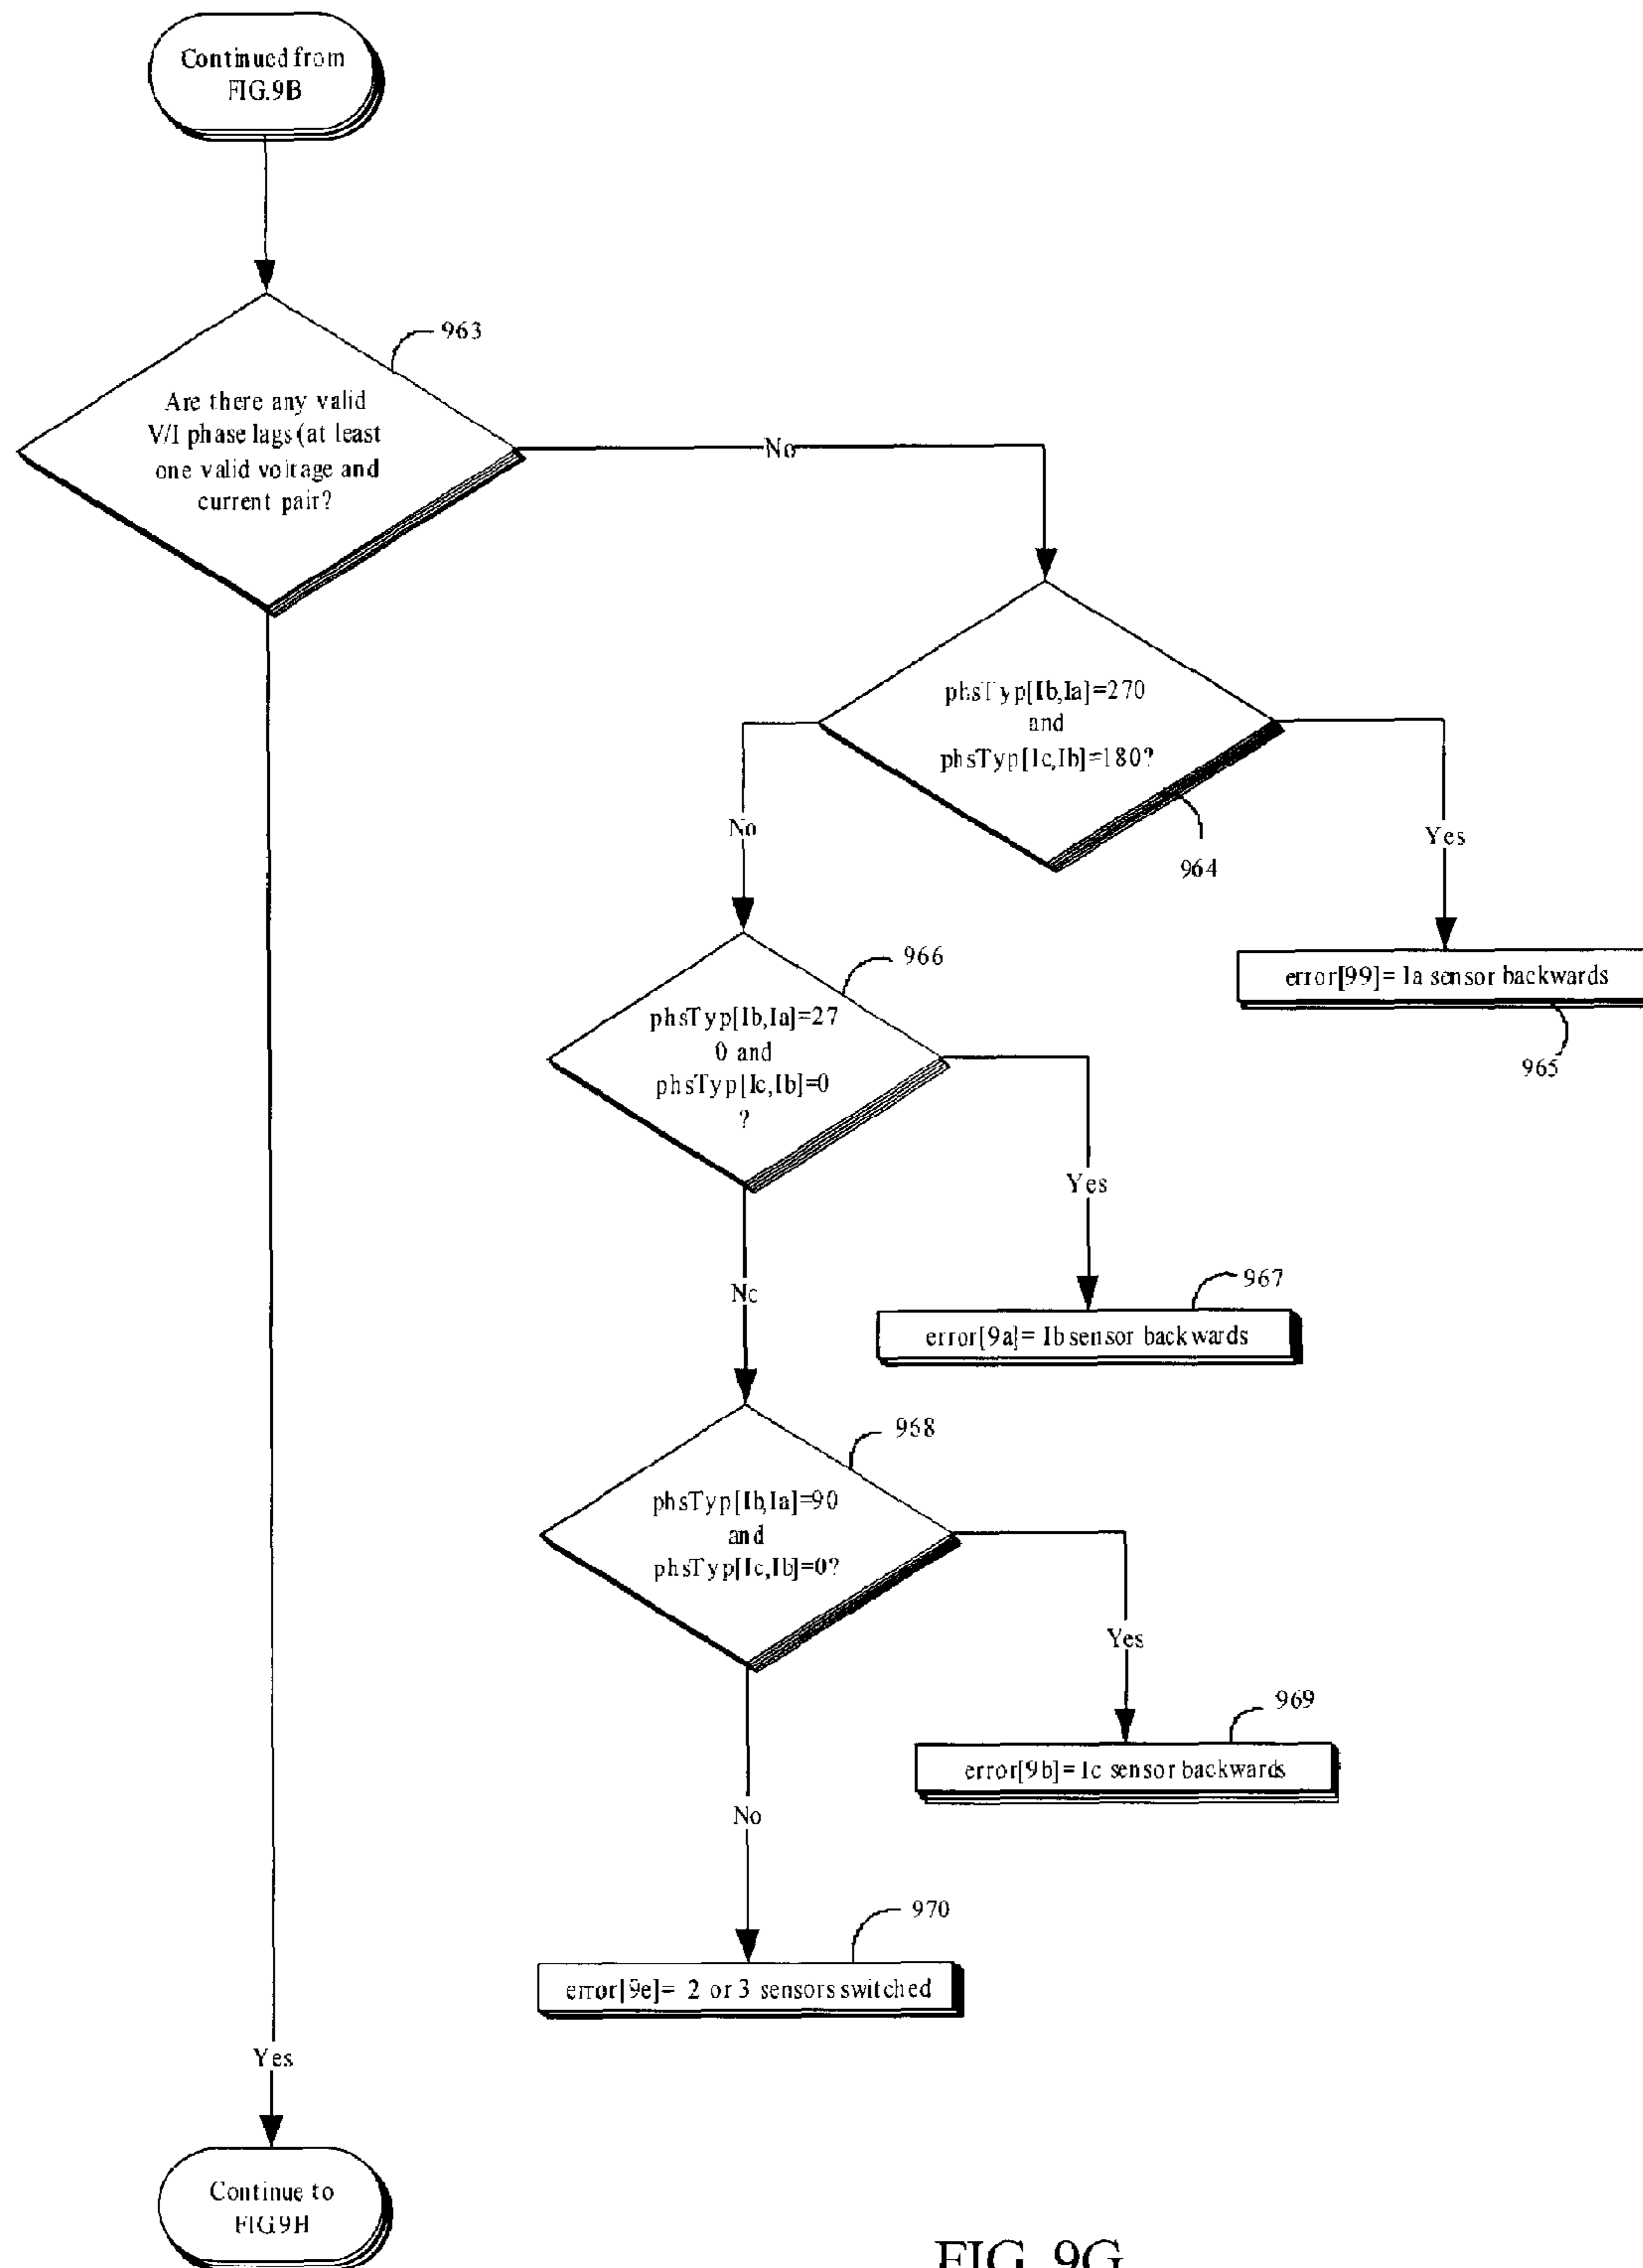 Continued from
FIG.9B
963
Are there any valid
V/I phase lags (at least
one valid voltage and
current pair?
No
phsTyp[Ib,Ia]=270
and
phsTyp[Ic,Ib]=180?
964
No
Yes
966
phsTyp[Ib,Ia]=27
0 and
phsTyp[Ic,Ib]=0
?
error[99]= Ia sensor backwards
965
Yes
No
967
error[9a]= Ib sensor backwards
968
phsTyp[Ib,Ia]=90
and
phsTyp[Ic,Ib]=0?
Yes
969
error[9b]= Ic sensor backwards
No
970
error[9e]= 2 or 3 sensors switched
Yes
Continue to
FIG.9H
FIG. 9G